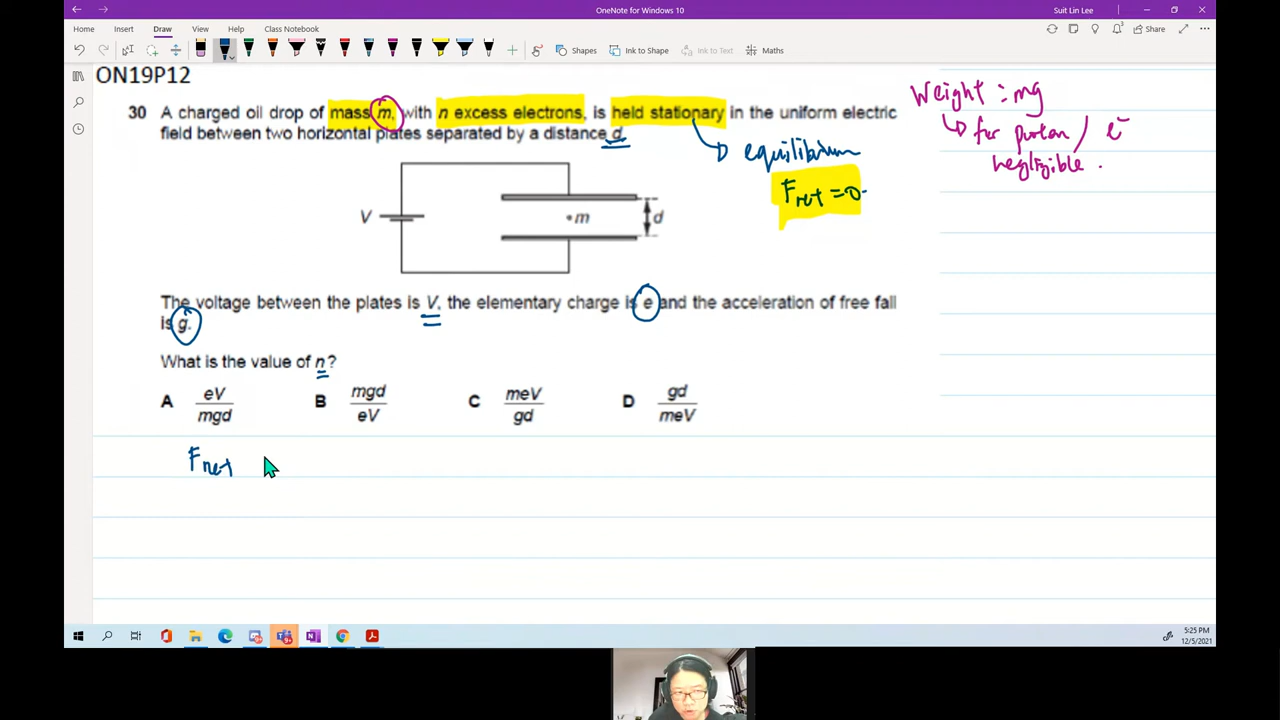 OneNote for Windows 10
Suit Lin Lee
Home Insert Draw View Help Class Notebook
Share
Shapes Ink to Shape Ink to Text Maths
ON19P12
30 A charged oil drop of mass m, with n excess electrons, is held stationary in the uniform electric
field between two horizontal plates separated by a distance d.
Weight : mg
for proton / e⁻
negligible.
equilibrium
Fnet = 0
V
m
d
The voltage between the plates is V, the elementary charge is e and the acceleration of free fall
is g.
What is the value of n?
A eV/mgd B mgd/eV C meV/gd D gd/meV
Fnet
5:25 PM
12/5/2021